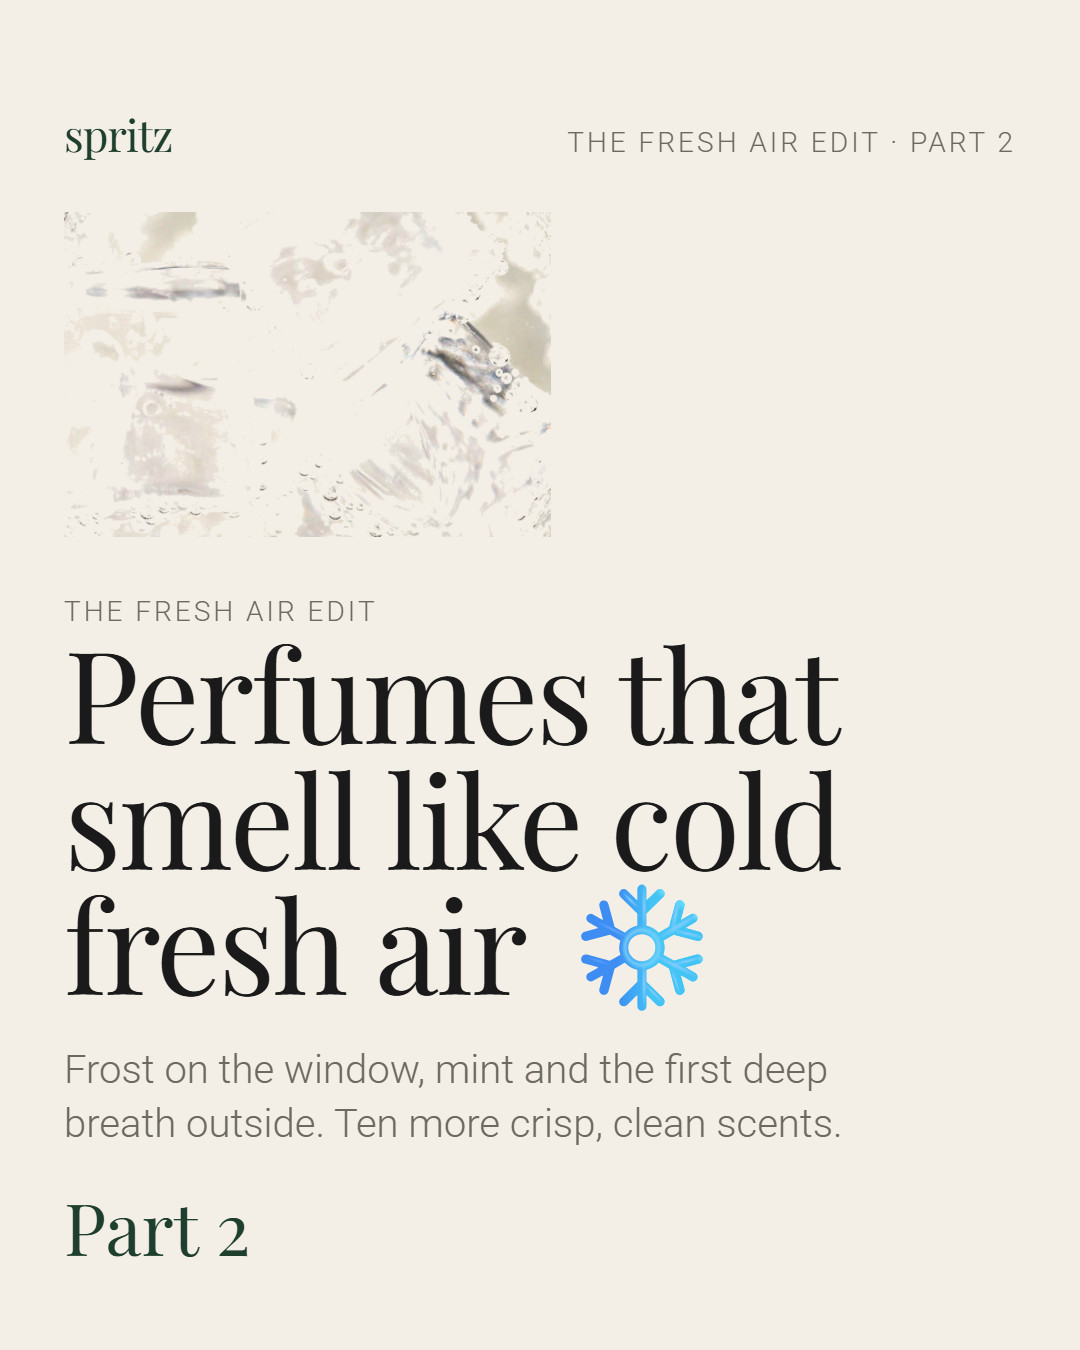 spritz
THE FRESH AIR EDIT · PART 2
THE FRESH AIR EDIT
Perfumes that
smell like cold
fresh air ❄️
Frost on the window, mint and the first deep
breath outside. Ten more crisp, clean scents.
Part 2